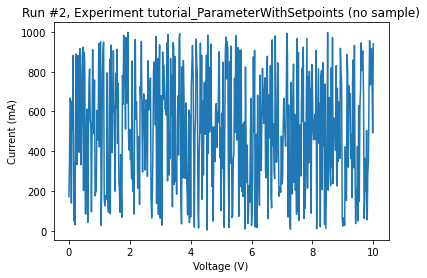 Run #2, Experiment tutorial_ParameterWithSetpoints (no sample)
1000
800
600
400
200
0
Current (mA)
0 2 4 6 8 10
Voltage (V)